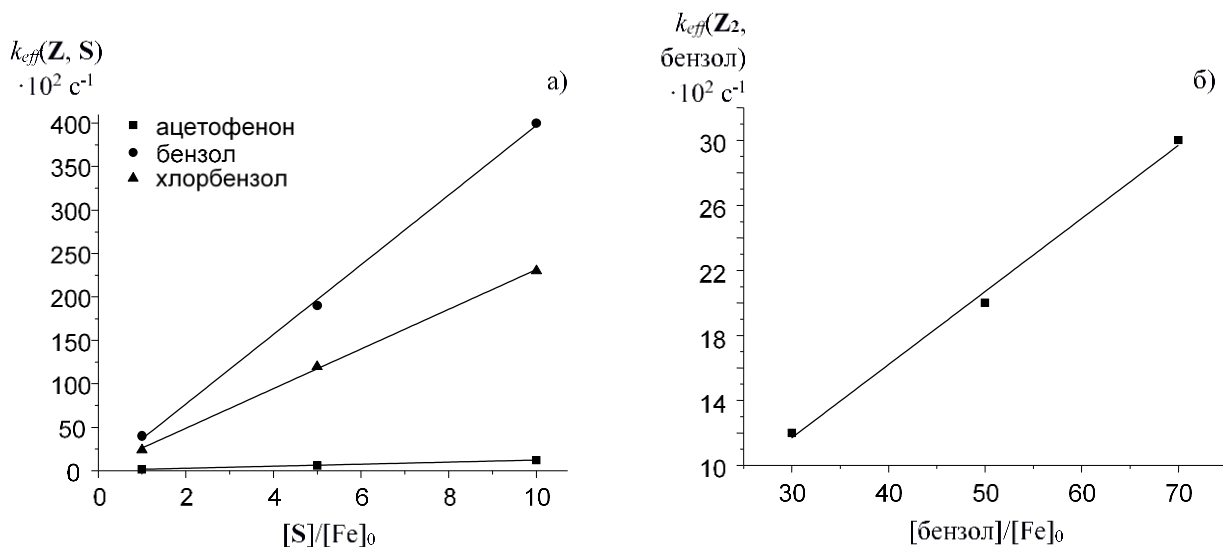 k_eff(Z, S)
·10² с⁻¹
а)
400
350
300
250
200
150
100
50
0
ацетофенон
бензол
хлорбензол
0 2 4 6 8 10
[S]/[Fe]₀
k_eff(Z₂,
бензол)
·10² с⁻¹
б)
30
26
22
18
14
10
30 40 50 60 70
[бензол]/[Fe]₀